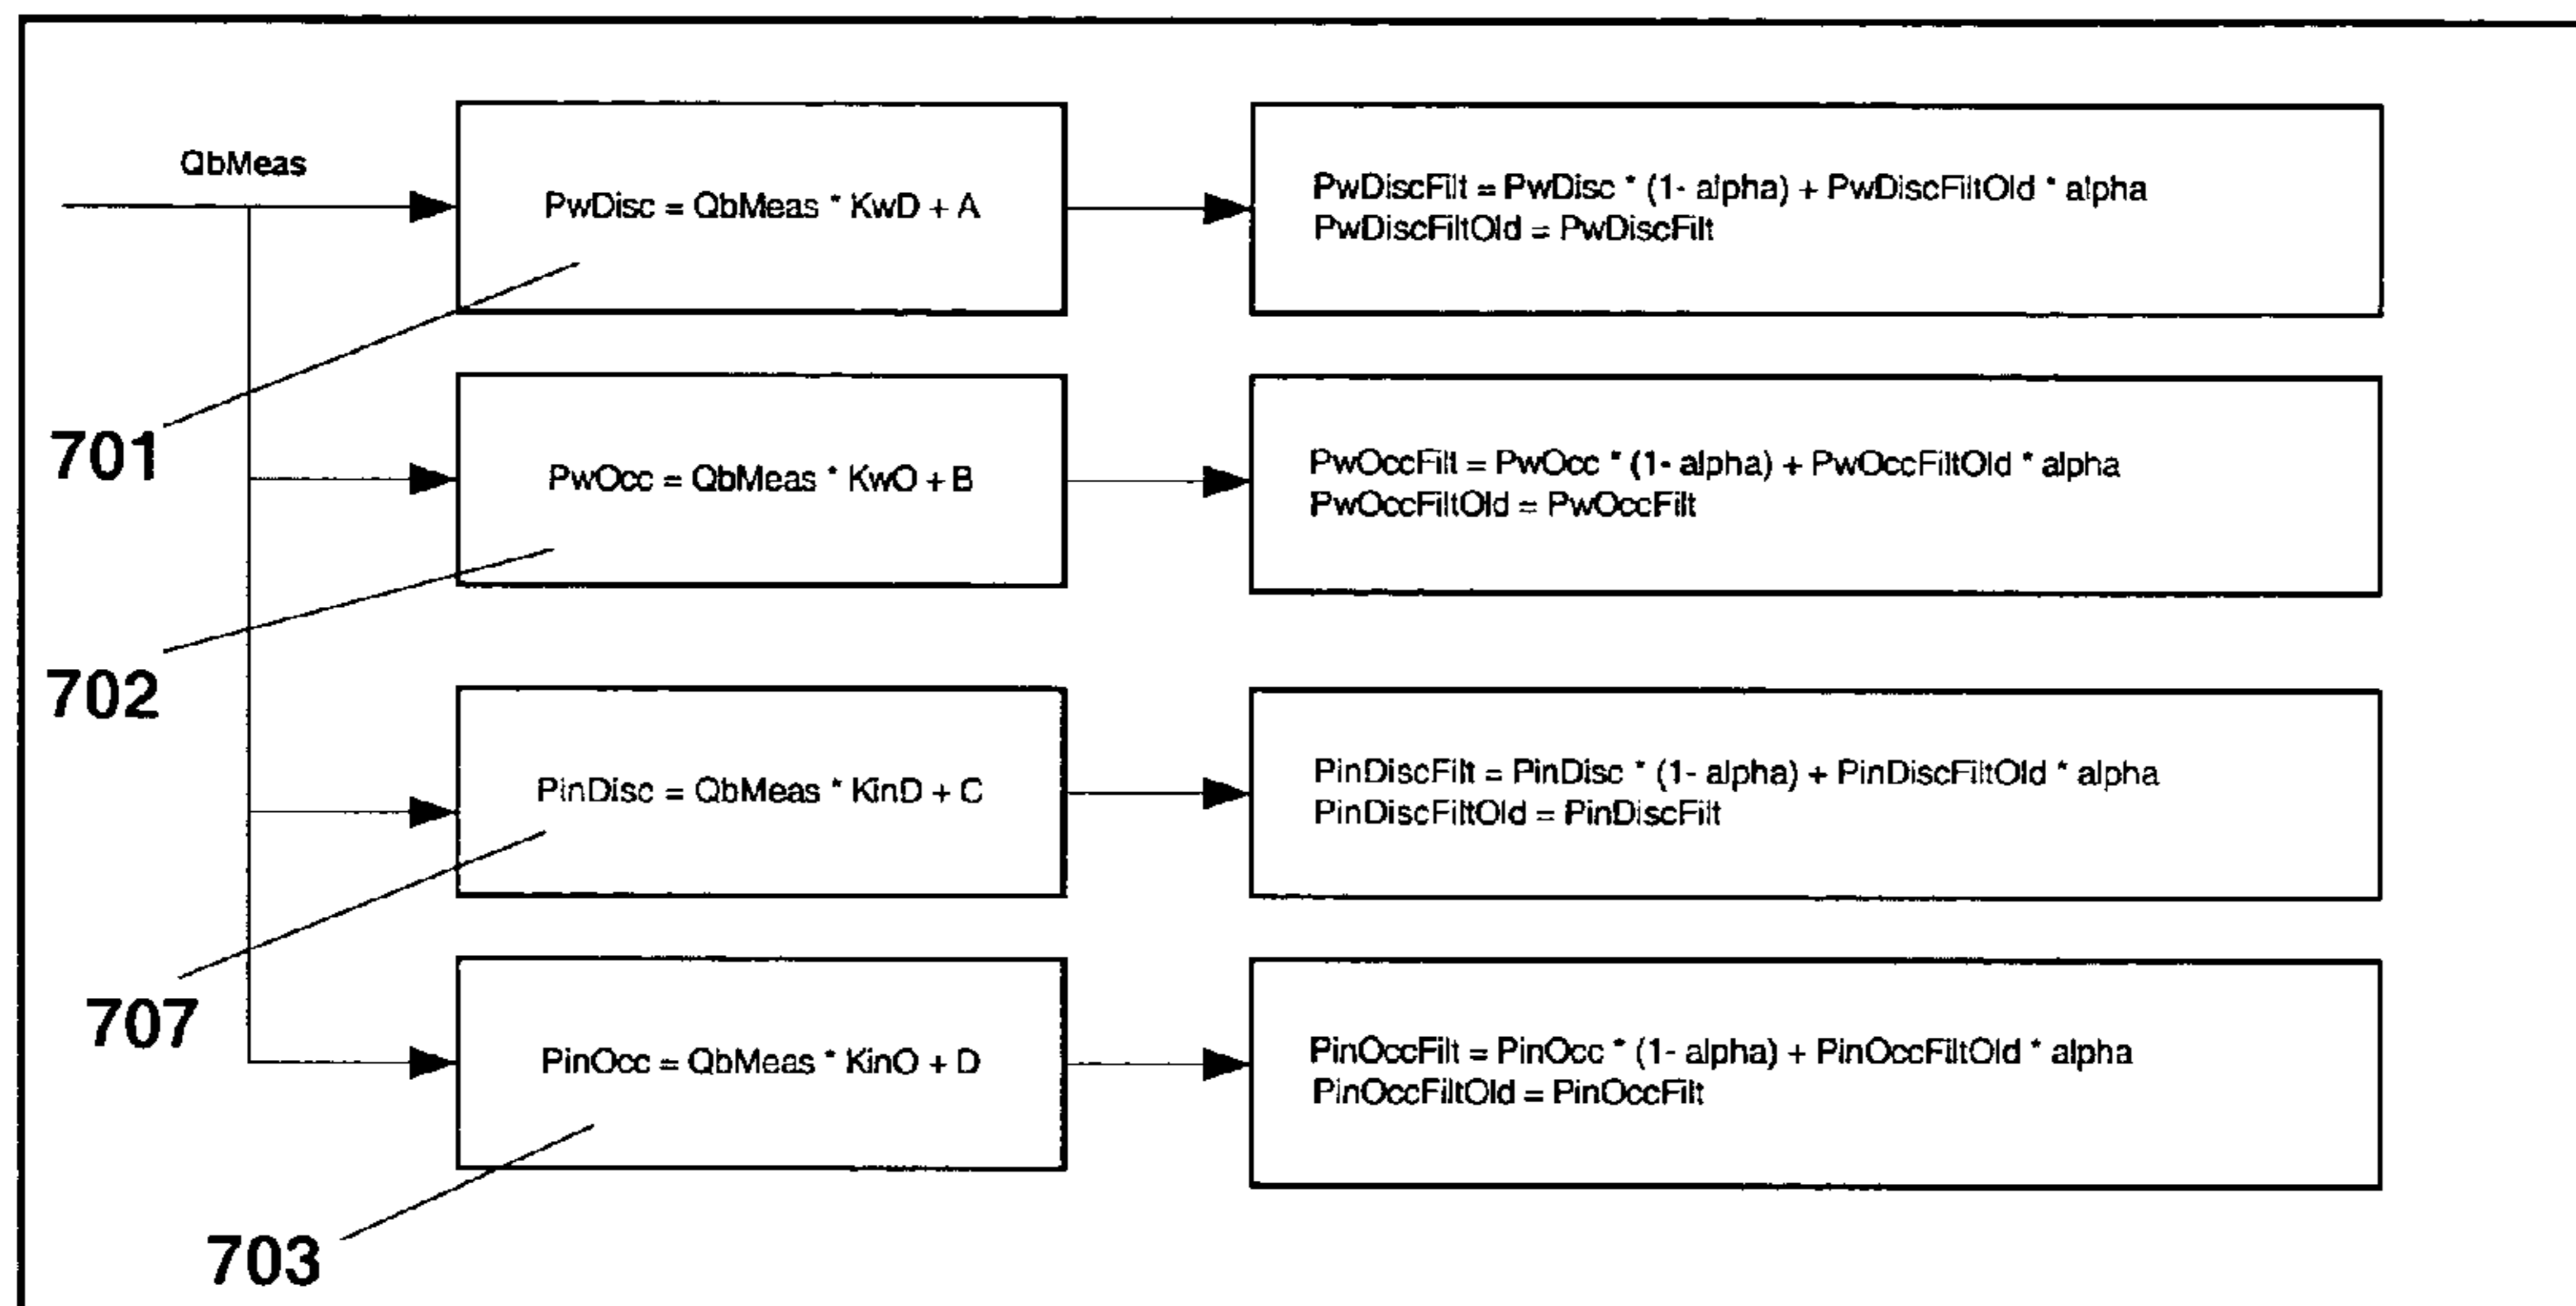 QbMeas
PwDisc = QbMeas * KwD + A
PwDiscFilt = PwDisc * (1- alpha) + PwDiscFiltOld * alpha
PwDiscFiltOld = PwDiscFilt
701
PwOcc = QbMeas * KwO + B
PwOccFilt = PwOcc * (1- alpha) + PwOccFiltOld * alpha
PwOccFiltOld = PwOccFilt
702
PinDisc = QbMeas * KinD + C
PinDiscFilt = PinDisc * (1- alpha) + PinDiscFiltOld * alpha
PinDiscFiltOld = PinDiscFilt
707
PinOcc = QbMeas * KinO + D
PinOccFilt = PinOcc * (1- alpha) + PinOccFiltOld * alpha
PinOccFiltOld = PinOccFilt
703